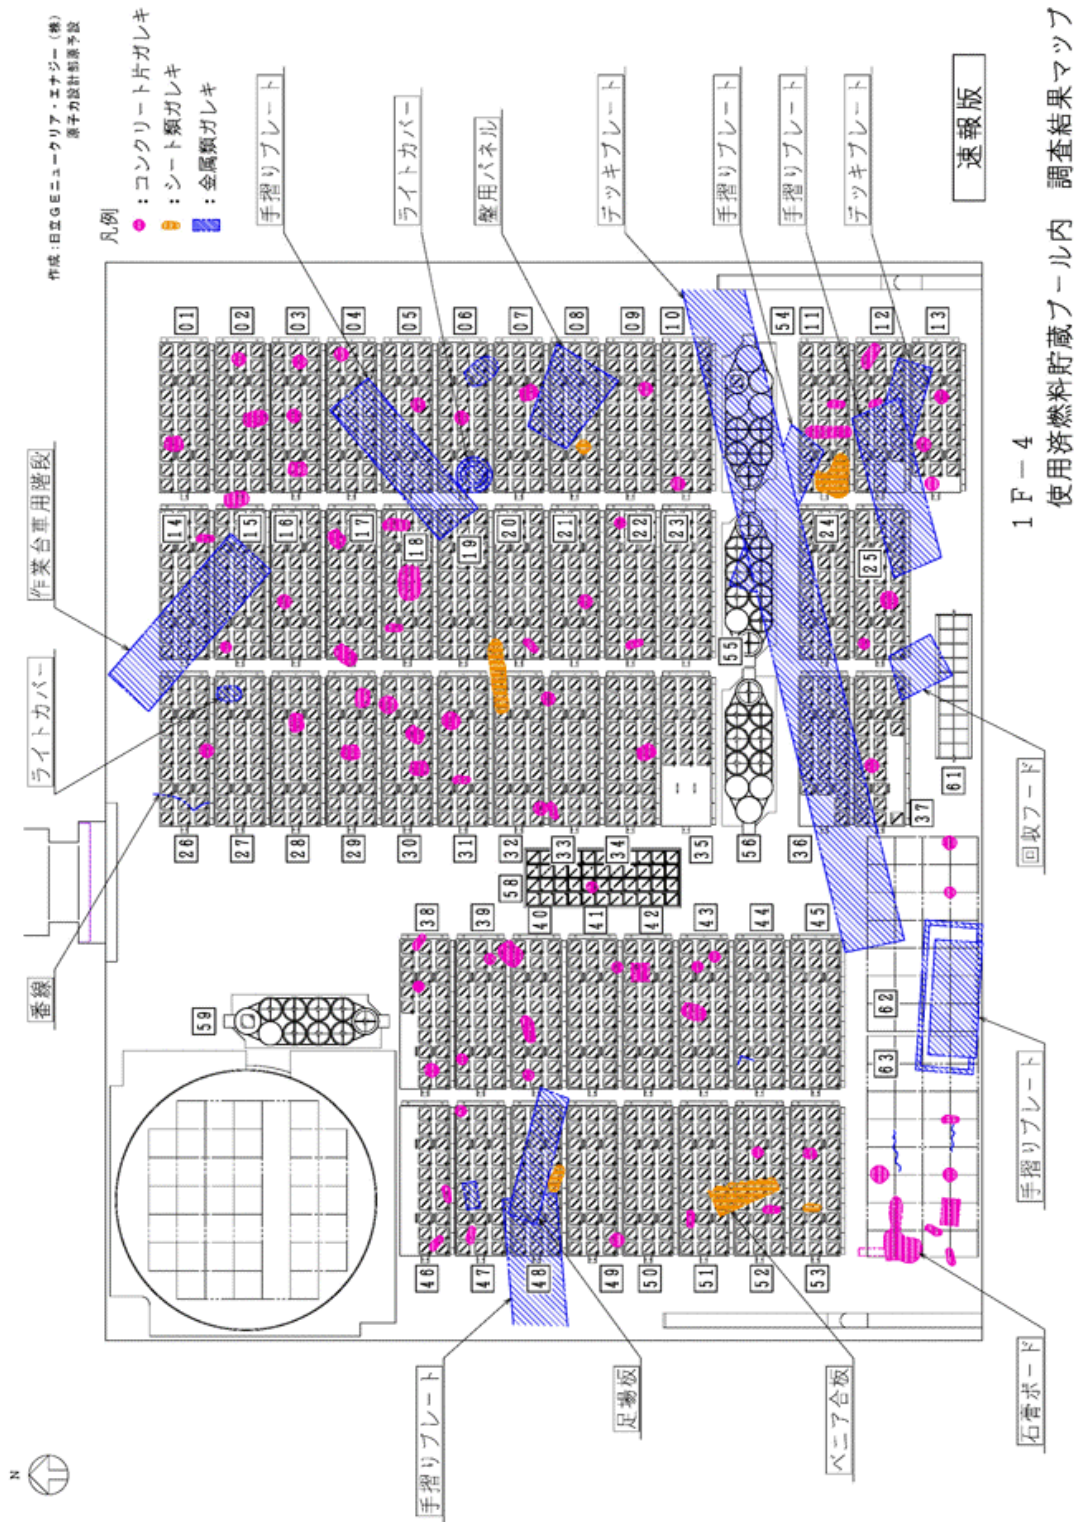 作成:日立GEニュークリア・エナジー(株)
原子力設計部原予設
凡例
:コンクリート片ガレキ
:シート類ガレキ
:金属類ガレキ
N
番線
ライトカバー
作業台車用階段
手摺りプレート
ライトカバー
盤用パネル
デッキプレート
手摺りプレート
手摺りプレート
デッキプレート
手摺りプレート
足場板
ベニア合板
石膏ボード
手摺りプレート
回収フード
01
02
03
04
05
06
07
08
09
10
54
11
12
13
14
15
16
17
18
19
20
21
22
23
24
25
55
26
27
28
29
30
31
32
33
34
35
56
36
37
61
58
38
39
40
41
42
43
44
45
59
62
63
46
47
48
49
50
51
52
53
速報版
1F-4
使用済燃料貯蔵プール内 調査結果マップ